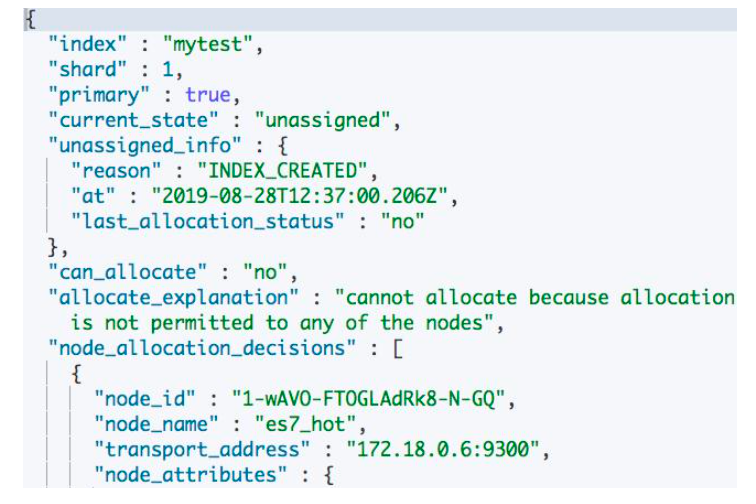 {
"index" : "mytest",
"shard" : 1,
"primary" : true,
"current_state" : "unassigned",
"unassigned_info" : {
"reason" : "INDEX_CREATED",
"at" : "2019-08-28T12:37:00.206Z",
"last_allocation_status" : "no"
},
"can_allocate" : "no",
"allocate_explanation" : "cannot allocate because allocation
is not permitted to any of the nodes",
"node_allocation_decisions" : [
{
"node_id" : "1-wAVO-FTOGLAdRk8-N-GQ",
"node_name" : "es7_hot",
"transport_address" : "172.18.0.6:9300",
"node_attributes" : {